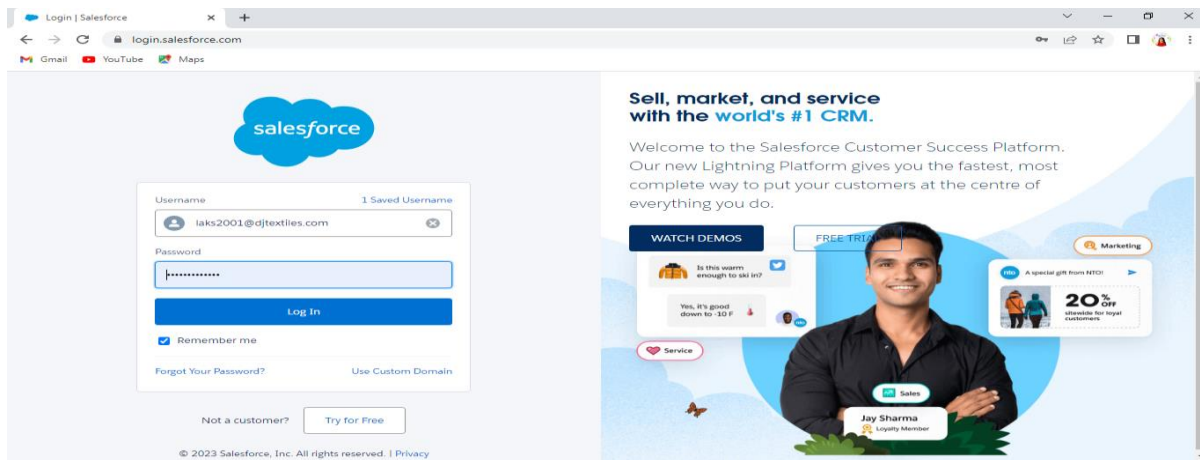 Login | Salesforce
login.salesforce.com
Gmail YouTube Maps
salesforce
Username 1 Saved Username
laks2001@djtextiles.com
Password
Log In
Remember me
Forgot Your Password? Use Custom Domain
Not a customer? Try for Free
© 2023 Salesforce, Inc. All rights reserved. | Privacy
Sell, market, and service
with the world's #1 CRM.
Welcome to the Salesforce Customer Success Platform.
Our new Lightning Platform gives you the fastest, most
complete way to put your customers at the centre of
everything you do.
WATCH DEMOS FREE TRIAL
Is this warm
enough to ski in?
Yes, it's good
down to -10 F
nto
Service
Marketing
nto A special gift from NTO!
20% OFF
sitewide for loyal
customers
Sales
Jay Sharma
Loyalty Member